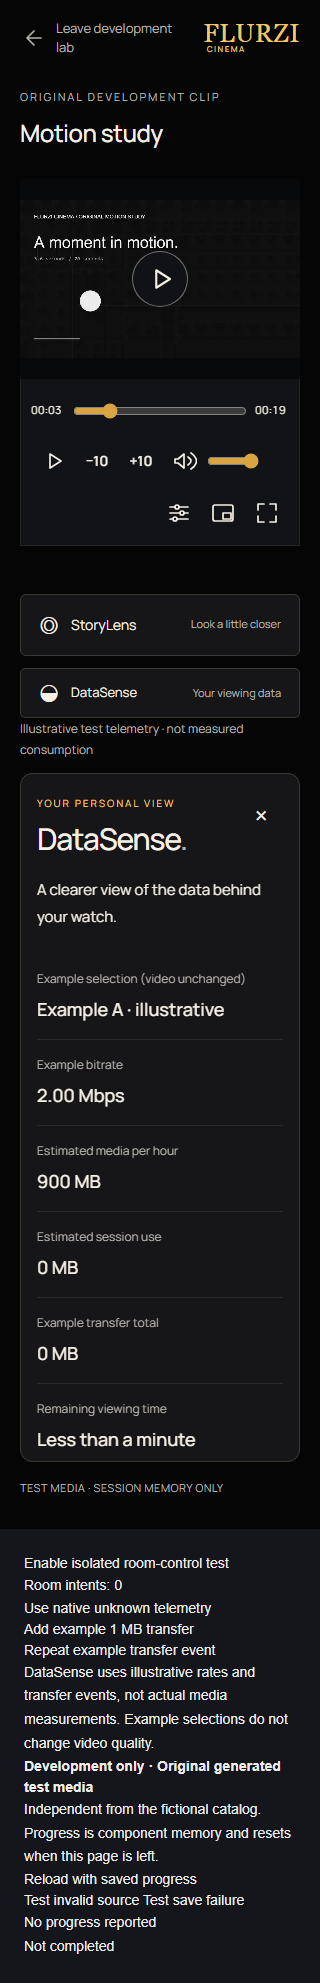 Leave development
lab
FLURZI
CINEMA
ORIGINAL DEVELOPMENT CLIP
Motion study
FLURZI CINEMA · ORIGINAL MOTION STUDY
A moment in motion.
00:03
00:19
−10
+10
StoryLens
Look a little closer
DataSense
Your viewing data
Illustrative test telemetry · not measured
consumption
YOUR PERSONAL VIEW
×
DataSense.
A clearer view of the data behind
your watch.
Example selection (video unchanged)
Example A · illustrative
Example bitrate
2.00 Mbps
Estimated media per hour
900 MB
Estimated session use
0 MB
Example transfer total
0 MB
Remaining viewing time
Less than a minute
TEST MEDIA · SESSION MEMORY ONLY
Enable isolated room-control test
Room intents: 0
Use native unknown telemetry
Add example 1 MB transfer
Repeat example transfer event
DataSense uses illustrative rates and
transfer events, not actual media
measurements. Example selections do not
change video quality.
Development only · Original generated
test media
Independent from the fictional catalog.
Progress is component memory and resets
when this page is left.
Reload with saved progress
Test invalid source Test save failure
No progress reported
Not completed